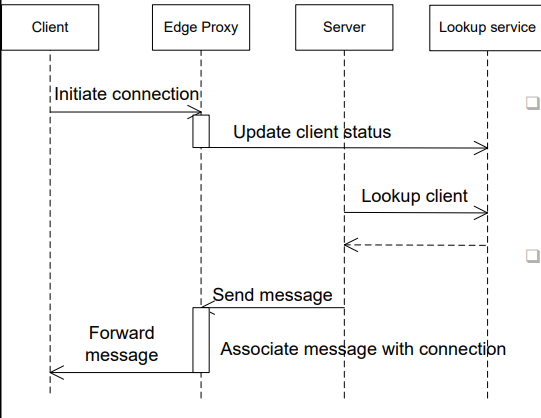 Client
Edge Proxy
Server
Lookup service
Initiate connection
Update client status
Lookup client
Send message
Forward
message
Associate message with connection